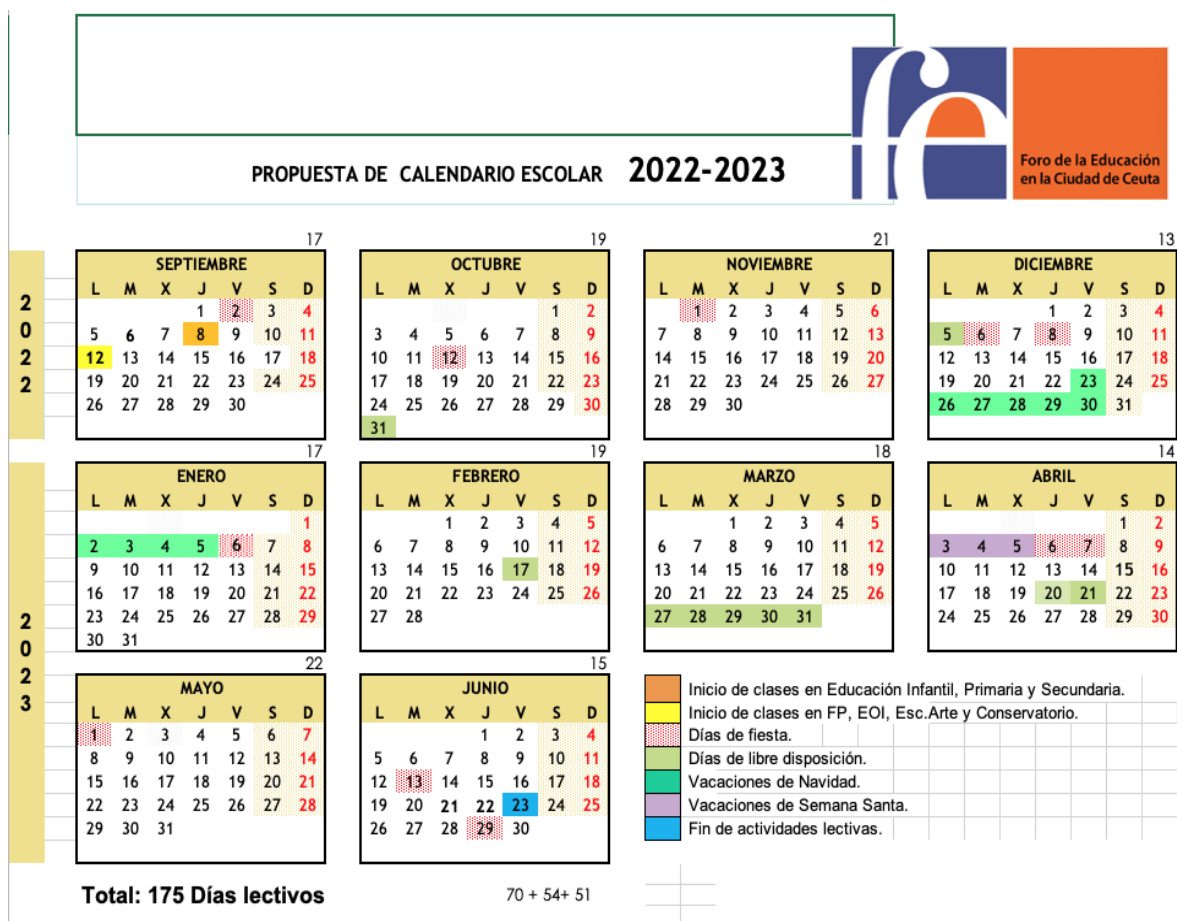 fe
Foro de la Educación
en la Ciudad de Ceuta
PROPUESTA DE CALENDARIO ESCOLAR 2022-2023
2022
17
SEPTIEMBRE
L M X J V S D
1 2 3 4
5 6 7 8 9 10 11
12 13 14 15 16 17 18
19 20 21 22 23 24 25
26 27 28 29 30
19
OCTUBRE
L M X J V S D
1 2
3 4 5 6 7 8 9
10 11 12 13 14 15 16
17 18 19 20 21 22 23
24 25 26 27 28 29 30
31
21
NOVIEMBRE
L M X J V S D
1 2 3 4 5 6
7 8 9 10 11 12 13
14 15 16 17 18 19 20
21 22 23 24 25 26 27
28 29 30
13
DICIEMBRE
L M X J V S D
1 2 3 4
5 6 7 8 9 10 11
12 13 14 15 16 17 18
19 20 21 22 23 24 25
26 27 28 29 30 31
2023
17
ENERO
L M X J V S D
1
2 3 4 5 6 7 8
9 10 11 12 13 14 15
16 17 18 19 20 21 22
23 24 25 26 27 28 29
30 31
19
FEBRERO
L M X J V S D
1 2 3 4 5
6 7 8 9 10 11 12
13 14 15 16 17 18 19
20 21 22 23 24 25 26
27 28
18
MARZO
L M X J V S D
1 2 3 4 5
6 7 8 9 10 11 12
13 14 15 16 17 18 19
20 21 22 23 24 25 26
27 28 29 30 31
14
ABRIL
L M X J V S D
1 2
3 4 5 6 7 8 9
10 11 12 13 14 15 16
17 18 19 20 21 22 23
24 25 26 27 28 29 30
22
MAYO
L M X J V S D
1 2 3 4 5 6 7
8 9 10 11 12 13 14
15 16 17 18 19 20 21
22 23 24 25 26 27 28
29 30 31
15
JUNIO
L M X J V S D
1 2 3 4
5 6 7 8 9 10 11
12 13 14 15 16 17 18
19 20 21 22 23 24 25
26 27 28 29 30
Inicio de clases en Educación Infantil, Primaria y Secundaria.
Inicio de clases en FP, EOI, Esc.Arte y Conservatorio.
Días de fiesta.
Días de libre disposición.
Vacaciones de Navidad.
Vacaciones de Semana Santa.
Fin de actividades lectivas.
Total: 175 Días lectivos
70 + 54+ 51